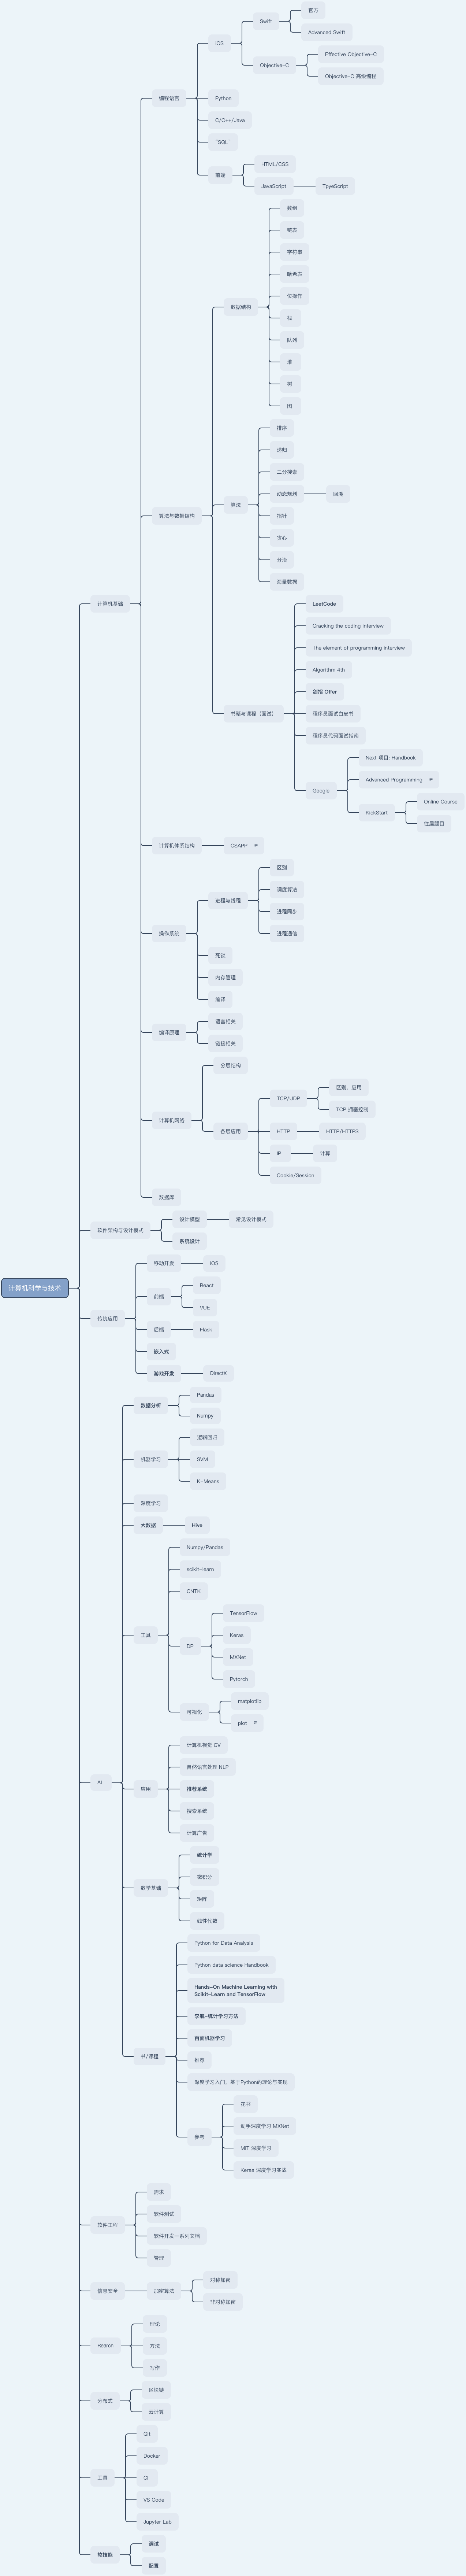 计算机科学与技术
计算机基础
编程语言
iOS
Swift
官方
Advanced Swift
Objective-C
Effective Objective-C
Objective-C 高级编程
Python
C/C++/Java
“SQL”
前端
HTML/CSS
JavaScript
TpyeScript
算法与数据结构
数据结构
数组
链表
字符串
哈希表
位操作
栈
队列
堆
树
图
算法
排序
递归
二分搜索
动态规划
回溯
指针
贪心
分治
海量数据
书籍与课程（面试）
LeetCode
Cracking the coding interview
The element of programming interview
Algorithm-4th
剑指 Offer
程序员面试白皮书
程序员代码面试指南
Google
Next 项目: Handbook
Advanced Programming
KickStart
Online Course
往届题目
计算机体系结构
CSAPP
操作系统
进程与线程
区别
调度算法
进程同步
进程通信
死锁
内存管理
编译
编译原理
语言相关
链接相关
计算机网络
分层结构
各层应用
TCP/UDP
区别、应用
TCP 拥塞控制
HTTP
HTTP/HTTPS
IP
计算
Cookie/Session
数据库
软件架构与设计模式
设计模型
常见设计模式
系统设计
传统应用
移动开发
iOS
前端
React
VUE
后端
Flask
嵌入式
游戏开发
DirectX
AI
数据分析
Pandas
Numpy
机器学习
逻辑回归
SVM
K-Means
深度学习
大数据
Hive
工具
Numpy/Pandas
scikit-learn
CNTK
DP
TensorFlow
Keras
MXNet
Pytorch
可视化
matplotlib
plot
应用
计算机视觉 CV
自然语言处理 NLP
推荐系统
搜索系统
计算广告
数学基础
统计学
微积分
矩阵
线性代数
书/课程
Python for Data Analysis
Python data science Handbook
Hands-On Machine Learning with
Scikit-Learn and TensorFlow
李航-统计学习方法
百面机器学习
推荐
深度学习入门，基于Python的理论与实现
参考
花书
动手深度学习 MXNet
MIT 深度学习
Keras 深度学习实战
软件工程
需求
软件测试
软件开发一系列文档
管理
信息安全
加密算法
对称加密
非对称加密
Rearch
理论
方法
写作
分布式
区块链
云计算
工具
Git
Docker
CI
VS Code
Jupyter Lab
软技能
调试
配置